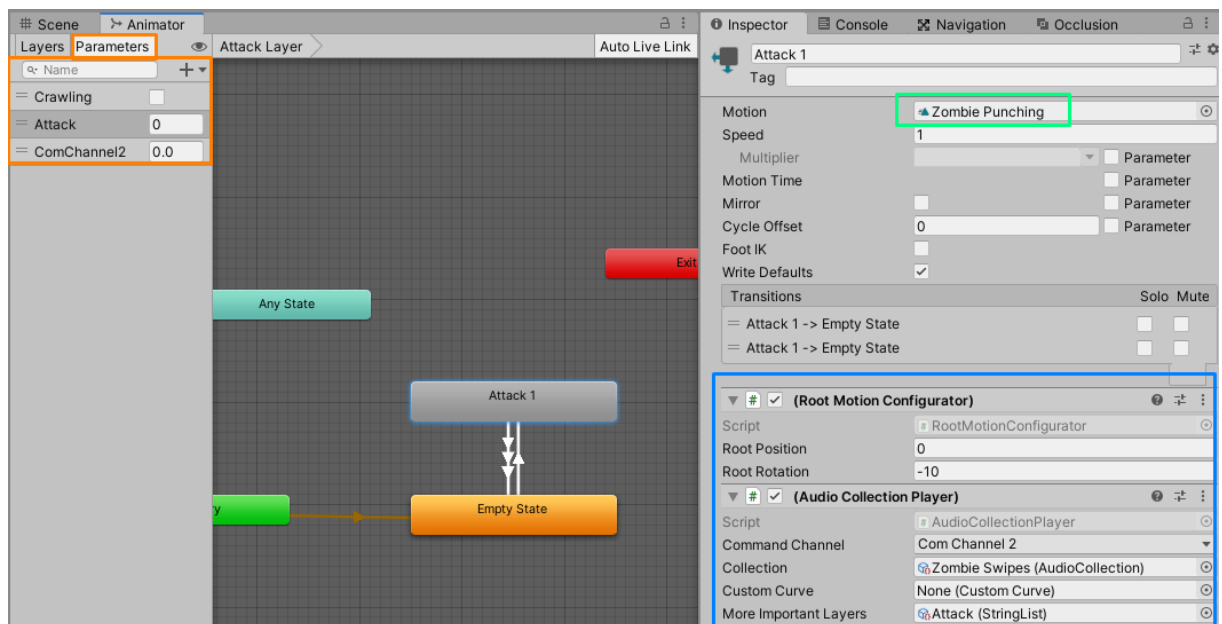 Scene
Animator
Layers Parameters
Attack Layer
Auto Live Link
Name
Crawling
Attack 0
ComChannel2 0.0
Any State
Exit
Attack 1
y
Empty State
Inspector
Console
Navigation
Occlusion
Attack 1
Tag
Motion Zombie Punching
Speed 1
Multiplier Parameter
Motion Time Parameter
Mirror Parameter
Cycle Offset 0 Parameter
Foot IK
Write Defaults
Transitions Solo Mute
Attack 1 -> Empty State
Attack 1 -> Empty State
# (Root Motion Configurator)
Script # RootMotionConfigurator
Root Position 0
Root Rotation -10
# (Audio Collection Player)
Script # AudioCollectionPlayer
Command Channel Com Channel 2
Collection Zombie Swipes (AudioCollection)
Custom Curve None (Custom Curve)
More Important Layers Attack (StringList)